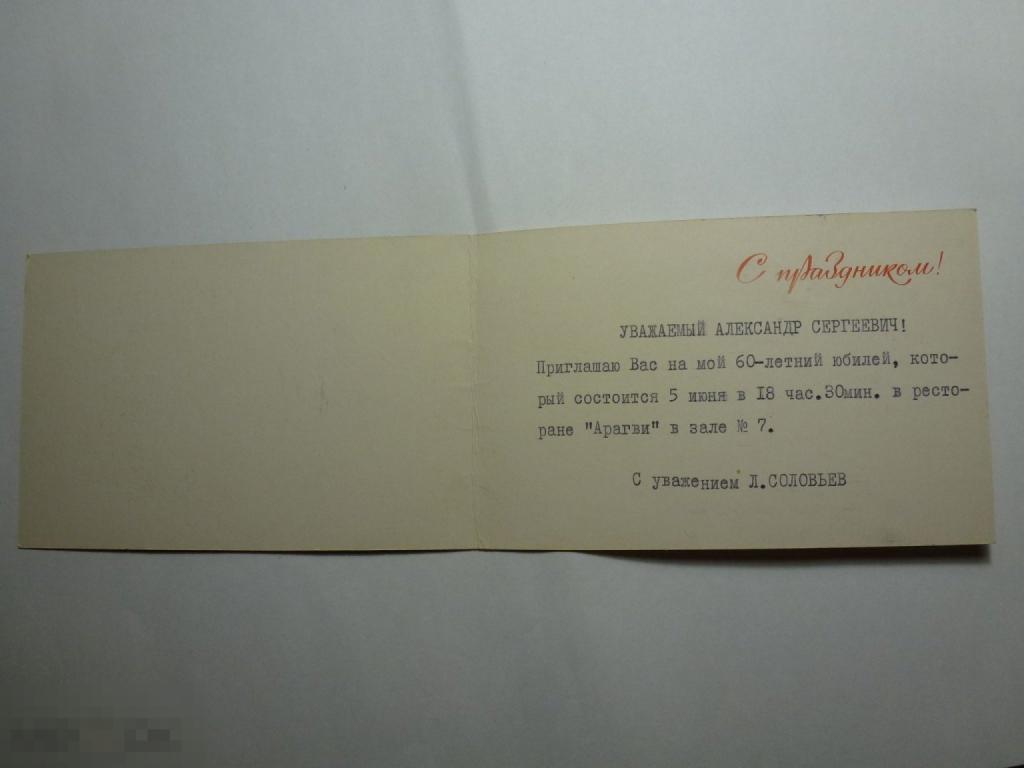 С праздником!
УВАЖАЕМЫЙ АЛЕКСАНДР СЕРГЕЕВИЧ!
Приглашаю Вас на мой 60-летний юбилей, кото-
рый состоится 5 июня в I8 час.30мин. в ресто-
ране "Арагви" в зале № 7.
С уважением Л.СОЛОВЬЕВ